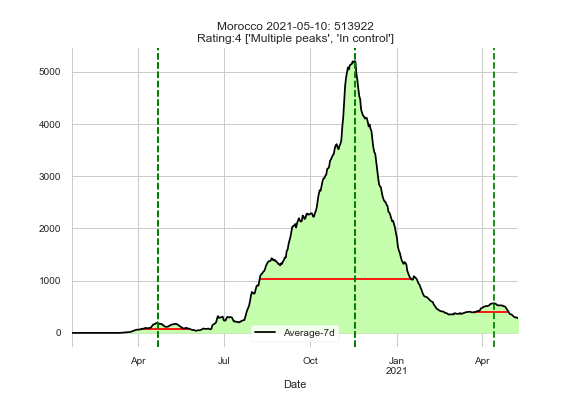 Morocco 2021-05-10: 513922
Rating:4 ['Multiple peaks', 'In control']
5000
4000
3000
2000
1000
0
Average-7d
Apr
Jul
Oct
Jan
2021
Apr
Date